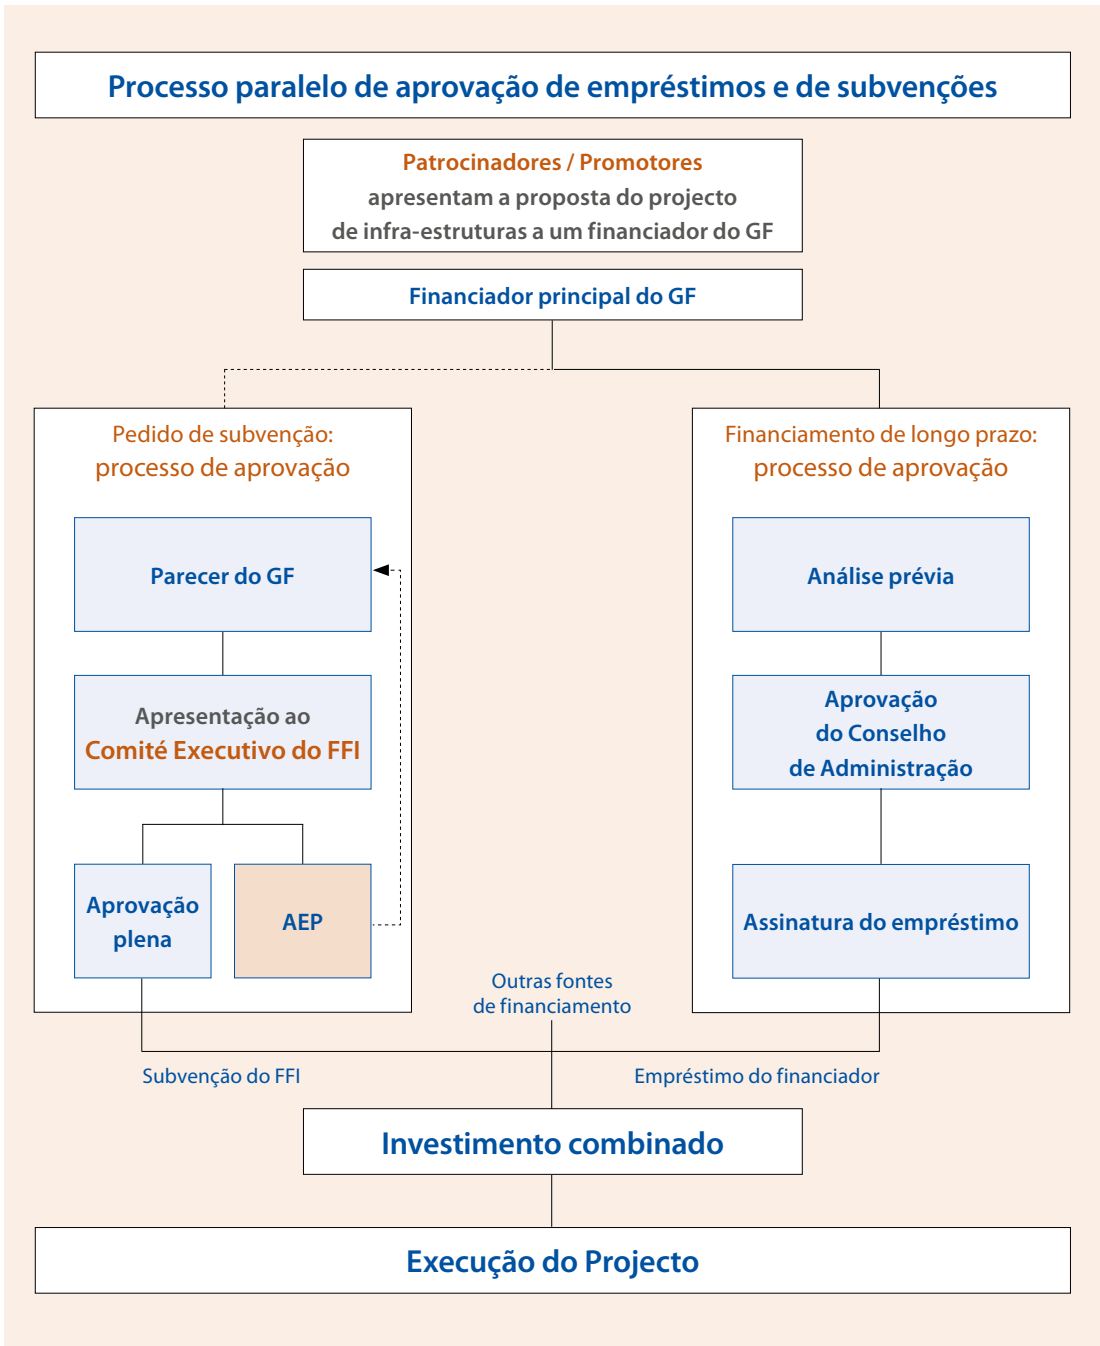 Processo paralelo de aprovação de empréstimos e de subvenções
Patrocinadores / Promotores
apresentam a proposta do projecto
de infra-estruturas a um financiador do GF
Financiador principal do GF
Pedido de subvenção:
processo de aprovação
Parecer do GF
Apresentação ao
Comité Executivo do FFI
Aprovação
plena
AEP
Financiamento de longo prazo:
processo de aprovação
Análise prévia
Aprovação
do Conselho
de Administração
Assinatura do empréstimo
Outras fontes
de financiamento
Subvenção do FFI
Empréstimo do financiador
Investimento combinado
Execução do Projecto